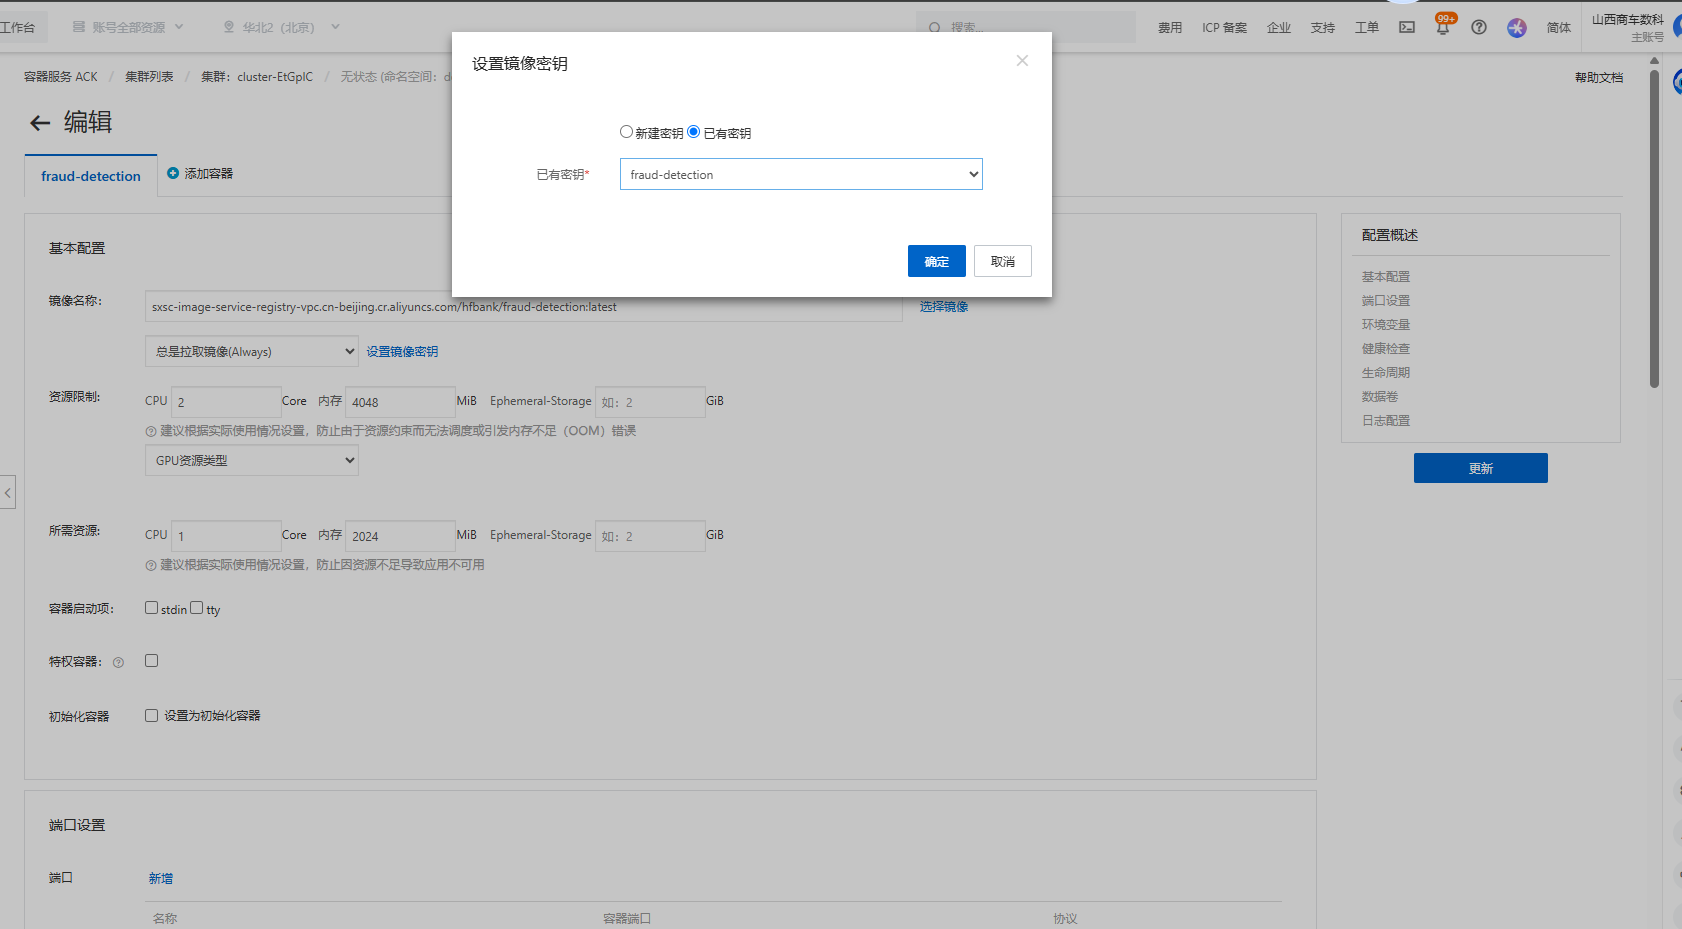 工作台
账号全部资源
华北2（北京）
搜索...
费用
ICP 备案
企业
支持
工单
99+
简体
山西商车数科
主账号
容器服务 ACK / 集群列表 / 集群：cluster-EtGpIC / 无状态 (命名空间：
帮助文档
编辑
fraud-detection
添加容器
设置镜像密钥
新建密钥
已有密钥
已有密钥*
fraud-detection
确定
取消
基本配置
镜像名称：
sxsc-image-service-registry-vpc.cn-beijing.cr.aliyuncs.com/hfbank/fraud-detection:latest
选择镜像
总是拉取镜像(Always)
设置镜像密钥
资源限制:
CPU 2 Core 内存 4048 MiB Ephemeral-Storage 如：2 GiB
建议根据实际使用情况设置，防止由于资源约束而无法调度或引发内存不足（OOM）错误
GPU资源类型
所需资源:
CPU 1 Core 内存 2024 MiB Ephemeral-Storage 如：2 GiB
建议根据实际使用情况设置，防止因资源不足导致应用不可用
容器启动项：
stdin tty
特权容器：
初始化容器
设置为初始化容器
端口设置
端口
新增
名称
容器端口
协议
配置概述
基本配置
端口设置
环境变量
健康检查
生命周期
数据卷
日志配置
更新